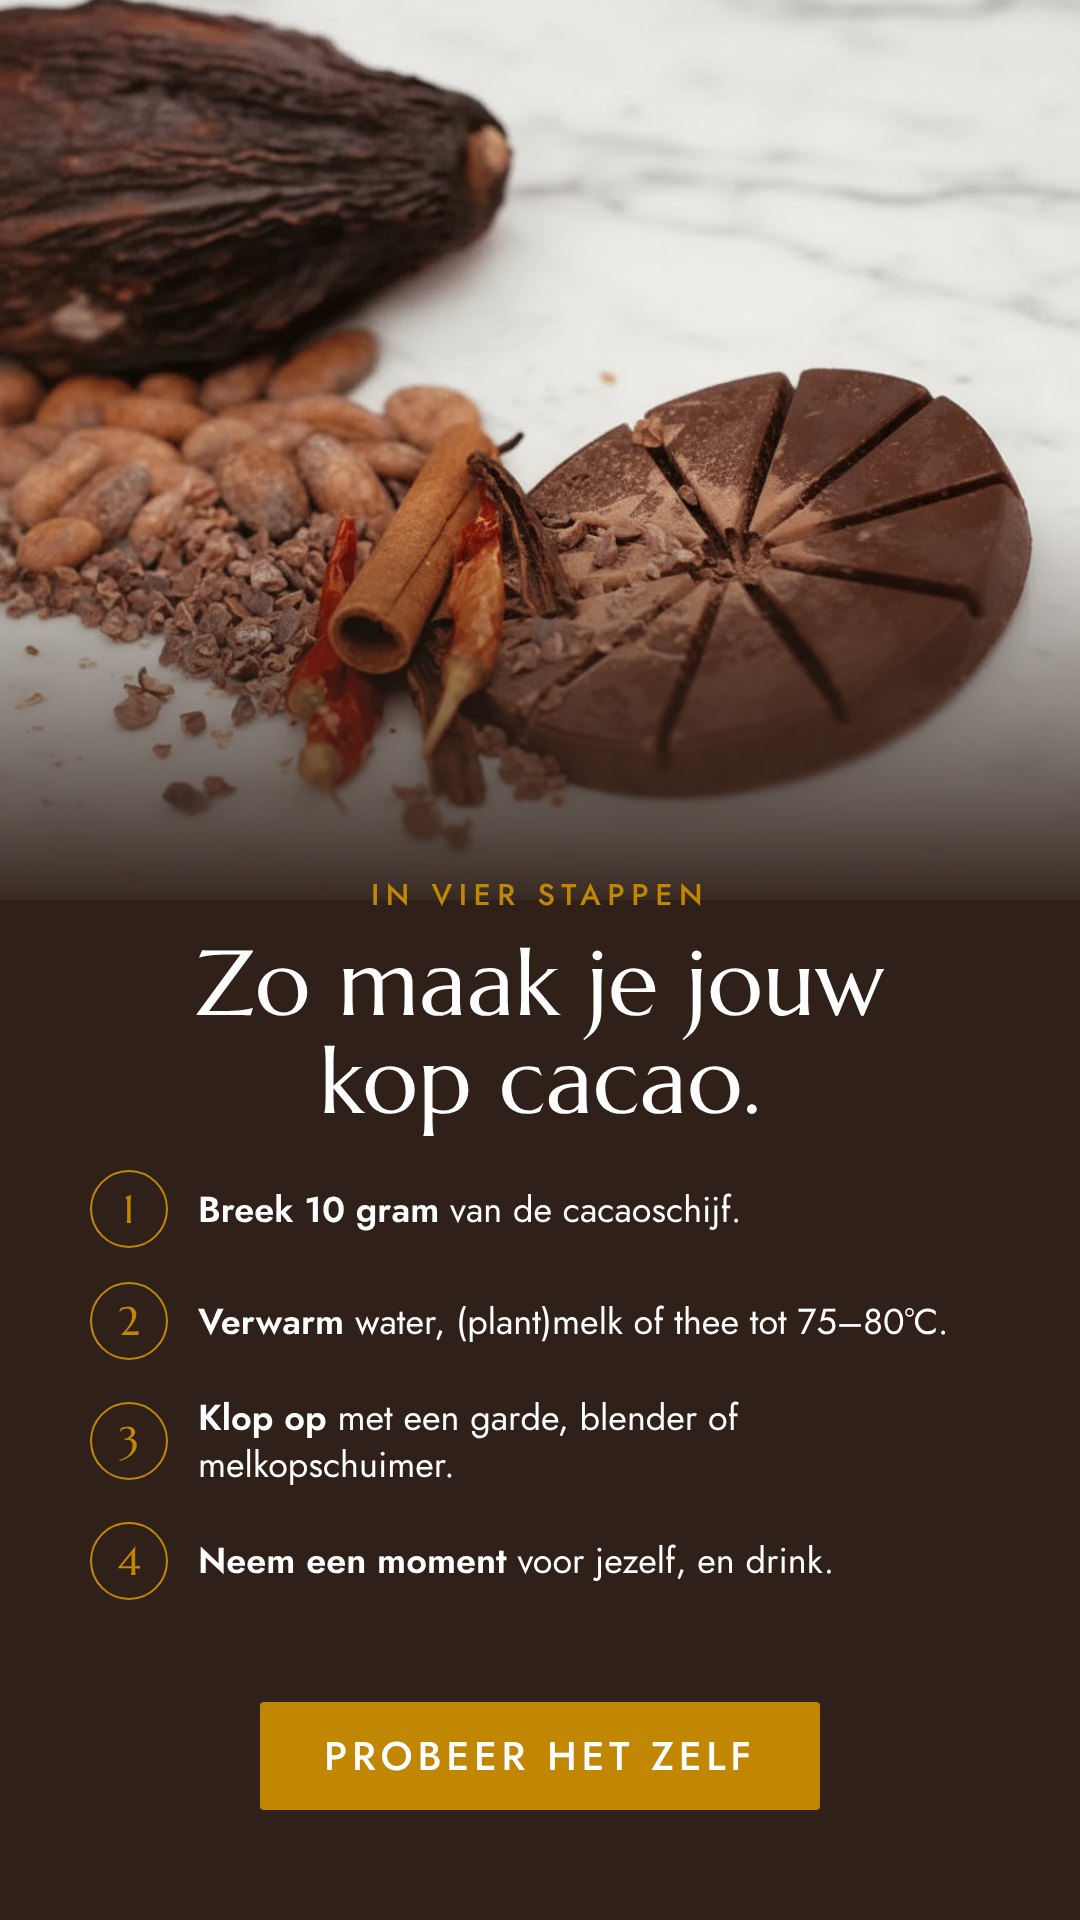 IN VIER STAPPEN
Zo maak je jouw
kop cacao.
1 Breek 10 gram van de cacaoschijf.
2 Verwarm water, (plant)melk of thee tot 75–80°C.
3 Klop op met een garde, blender of
melkopschuimer.
4 Neem een moment voor jezelf, en drink.
PROBEER HET ZELF